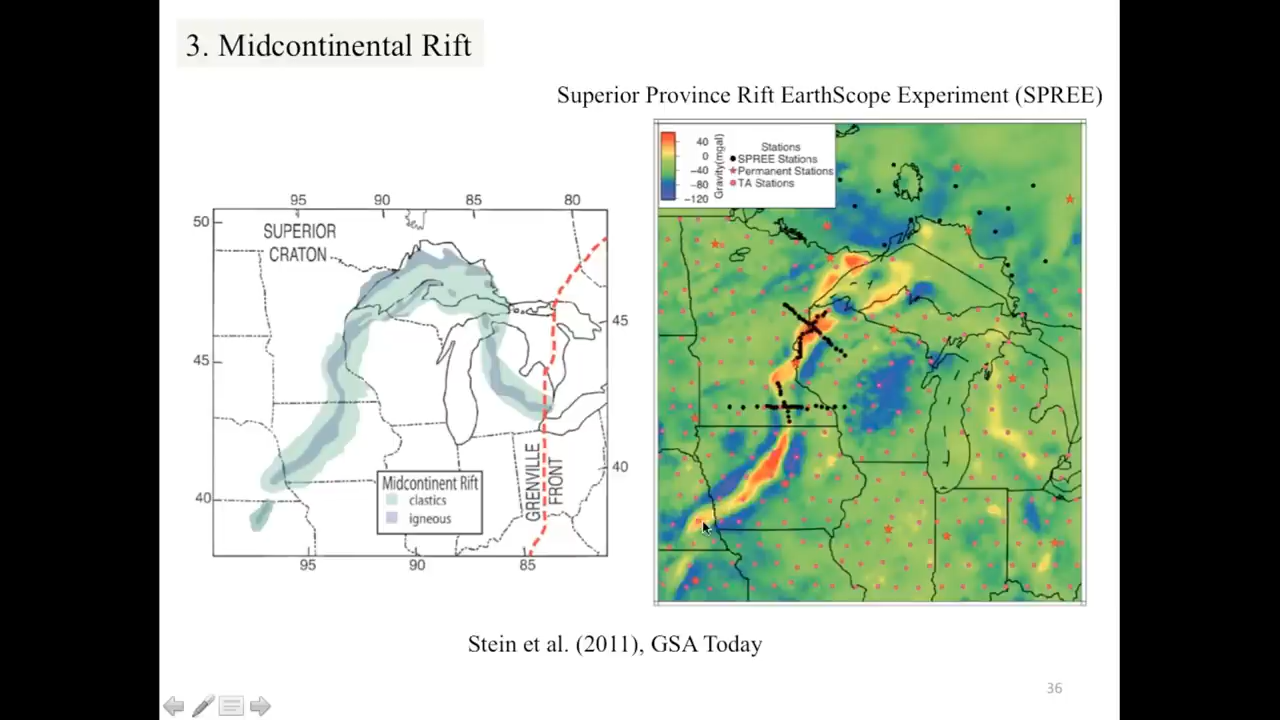 3. Midcontinental Rift
Superior Province Rift EarthScope Experiment (SPREE)
95 90 85 80
50
SUPERIOR
CRATON
45
45
40
40
Midcontinent Rift
clastics
igneous
GRENVILLE
FRONT
95 90 85
40
0
−40
−80
−120
Gravity(mgal)
Stations
SPREE Stations
Permanent Stations
TA Stations
Stein et al. (2011), GSA Today
36